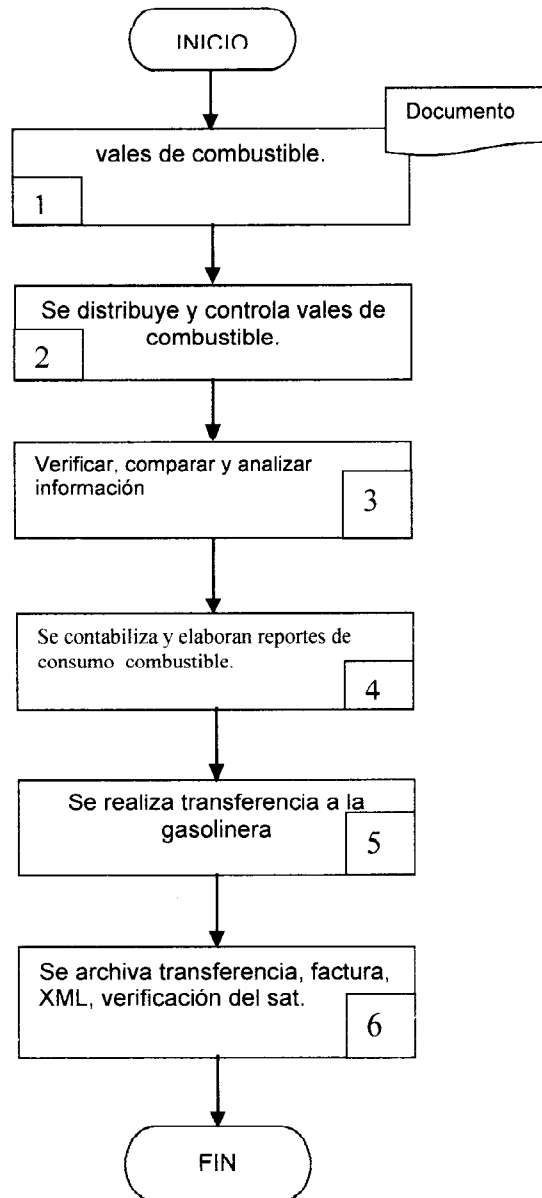 INICIO
Documento
vales de combustible.
1
Se distribuye y controla vales de
combustible.
2
Verificar, comparar y analizar
información
3
Se contabiliza y elaboran reportes de
consumo combustible.
4
Se realiza transferencia a la
gasolinera
5
Se archiva transferencia, factura,
XML, verificación del sat.
6
FIN